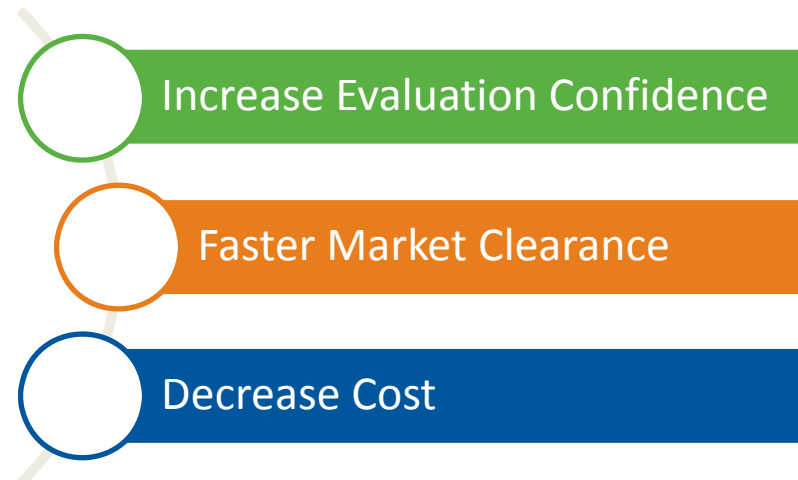 Increase Evaluation Confidence
Faster Market Clearance
Decrease Cost